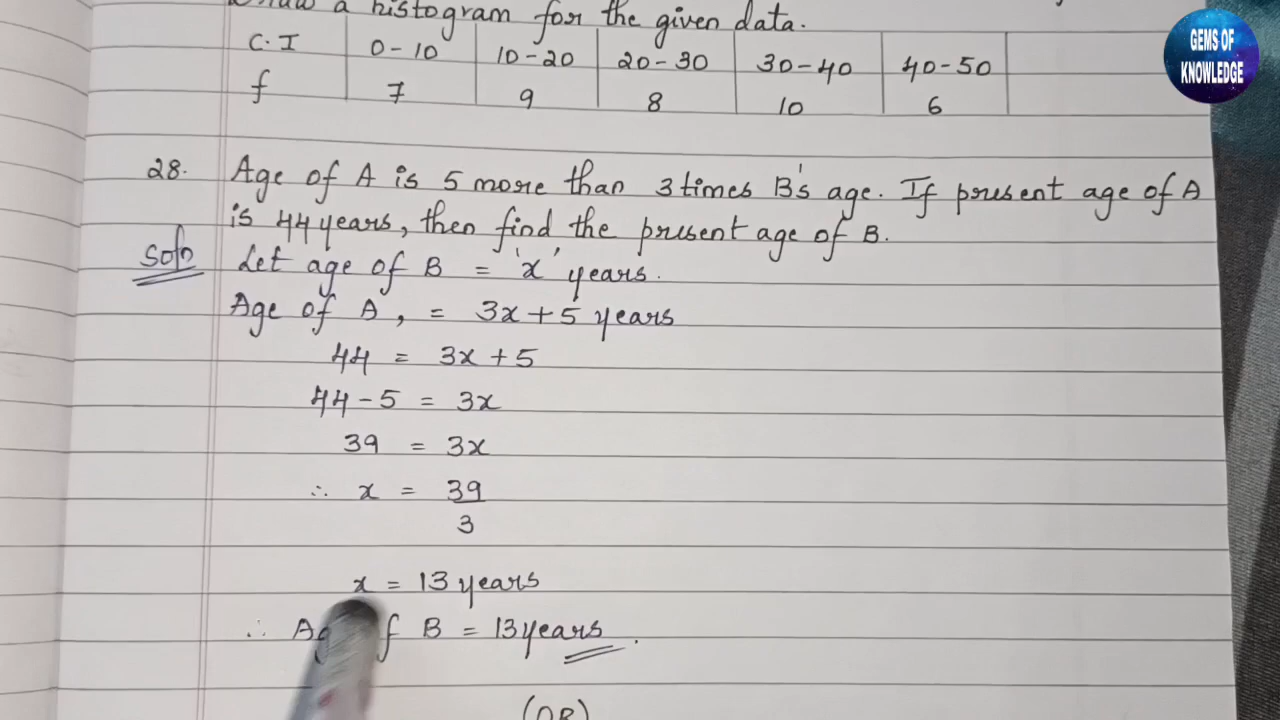 a histogram for the given data.
C.I 0-10 10-20 20-30 30-40 40-50
f 7 9 8 10 6
28. Age of A is 5 more than 3 times B's age. If present age of A
is 44 years, then find the present age of B.
Soln Let age of B = 'x' years.
Age of A, = 3x+5 years
44 = 3x + 5
44 - 5 = 3x
39 = 3x
∴ x = 39
3
x = 13 years
∴ of B = 13 years.
(OR)
GEMS OF
KNOWLEDGE